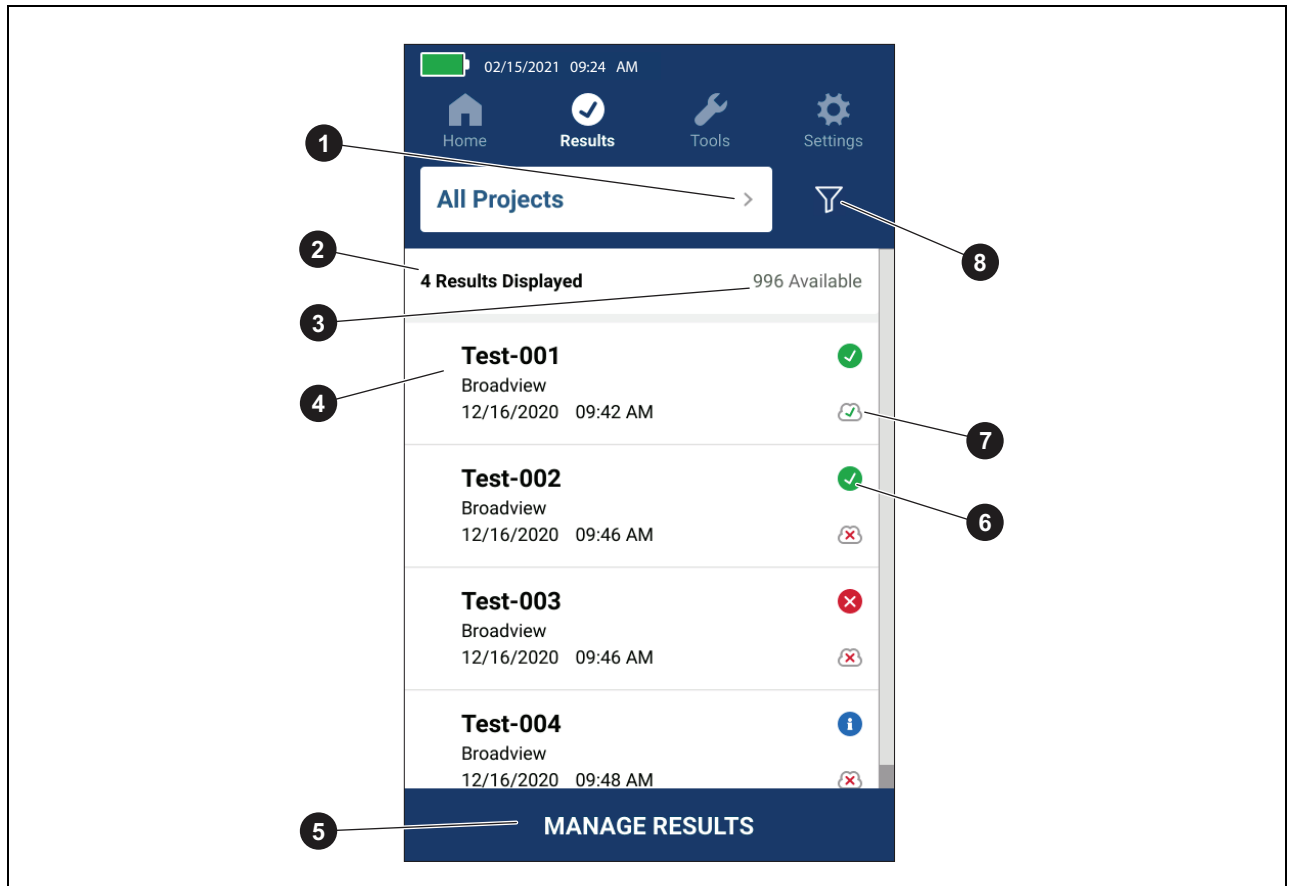 02/15/2021 09:24 AM
Home Results Tools Settings
1
All Projects
8
2
4 Results Displayed 996 Available
3
Test-001
4
Broadview
12/16/2020 09:42 AM
7
Test-002
Broadview
6
12/16/2020 09:46 AM
Test-003
Broadview
12/16/2020 09:46 AM
Test-004
Broadview
12/16/2020 09:48 AM
5
MANAGE RESULTS